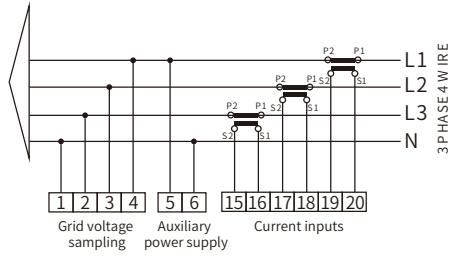 P2 P1
L1
S2 S1
P2 P1
L2
S2 S1
P2 P1
L3
S2 S1
N
3 PHASE 4 WIRE
1 2 3 4 5 6 15 16 17 18 19 20
Grid voltage
sampling
Auxiliary
power supply
Current inputs